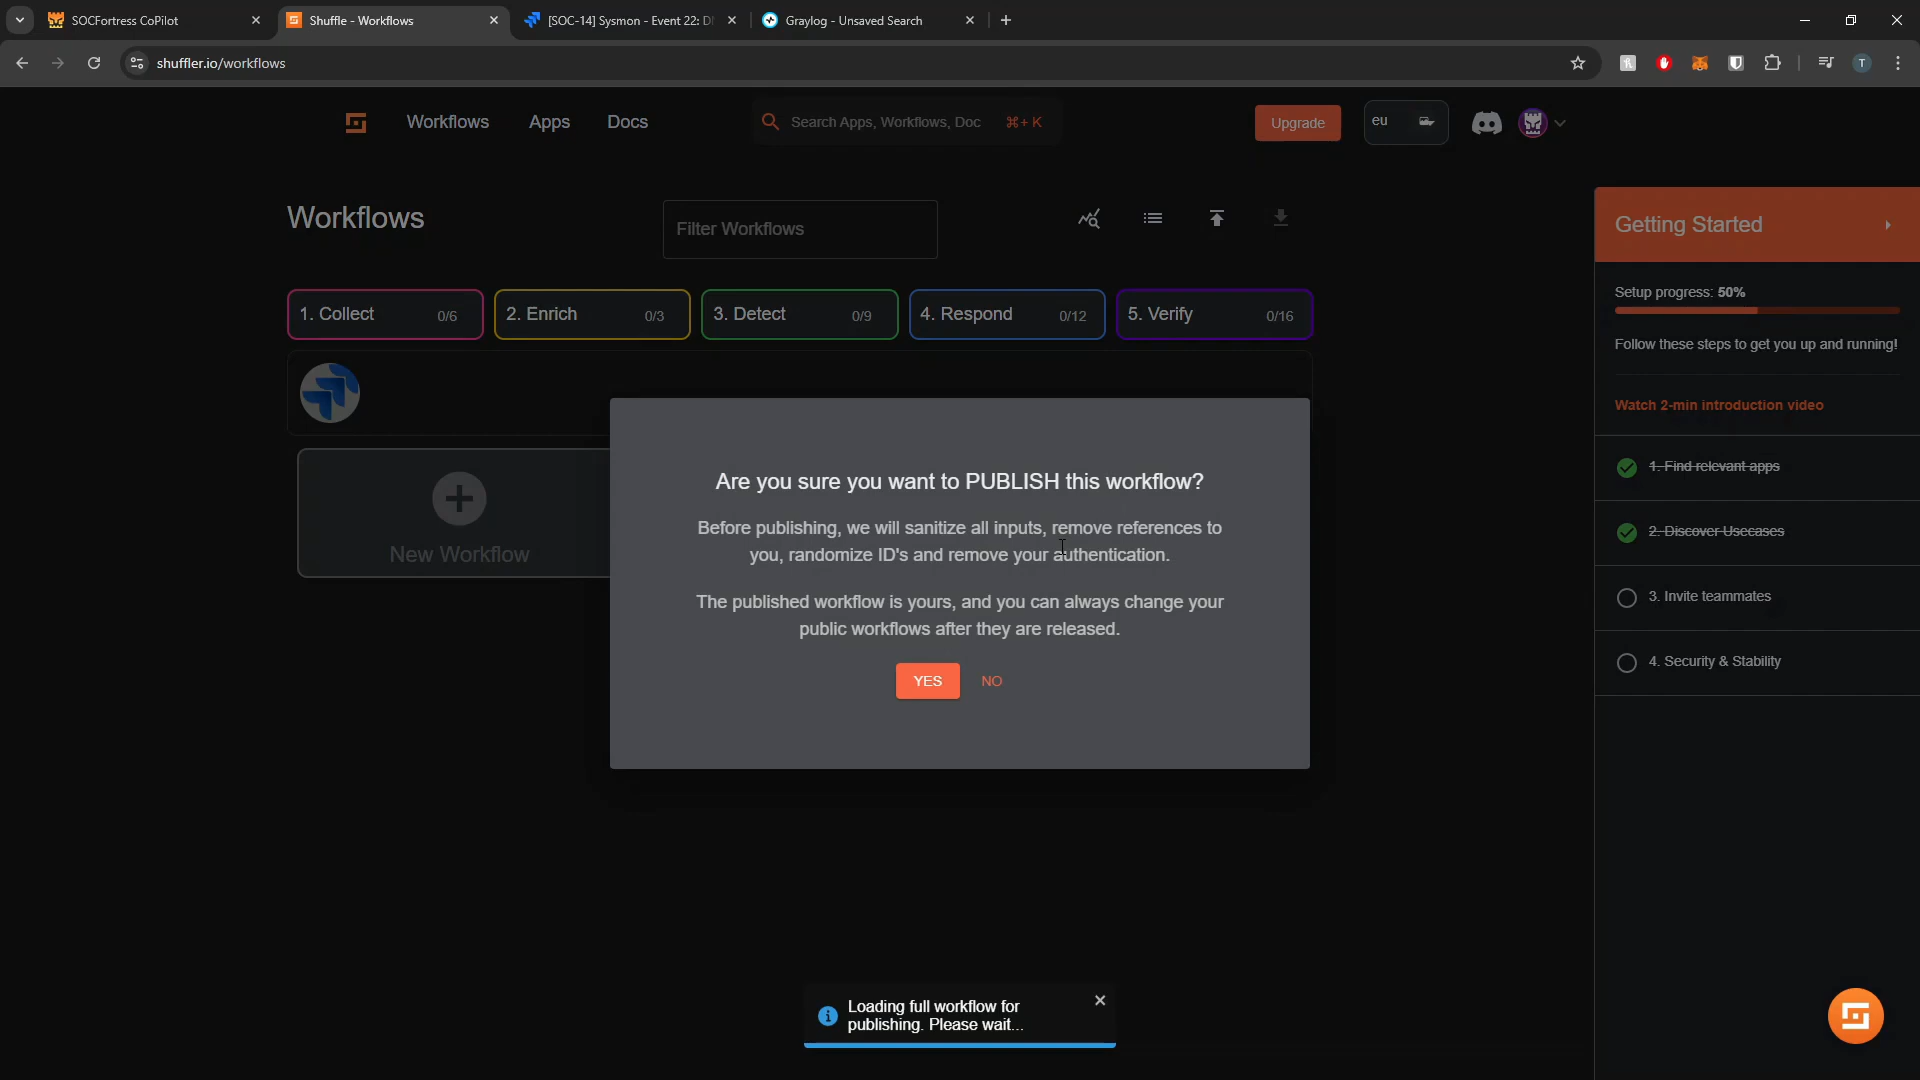 SOCFortress CoPilot
Shuffle - Workflows
[SOC-14] Sysmon - Event 22: D
Graylog - Unsaved Search
shuffler.io/workflows
T
Workflows
Apps
Docs
Search Apps, Workflows, Doc
⌘+ K
Upgrade
eu
Workflows
Filter Workflows
1. Collect 0/6
2. Enrich 0/3
3. Detect 0/9
4. Respond 0/12
5. Verify 0/16
New Workflow
Are you sure you want to PUBLISH this workflow?
Before publishing, we will sanitize all inputs, remove references to
you, randomize ID's and remove your authentication.
The published workflow is yours, and you can always change your
public workflows after they are released.
YES
NO
Getting Started
Setup progress: 50%
Follow these steps to get you up and running!
Watch 2-min introduction video
1. Find relevant apps
2. Discover Usecases
3. Invite teammates
4. Security & Stability
Loading full workflow for
publishing. Please wait...